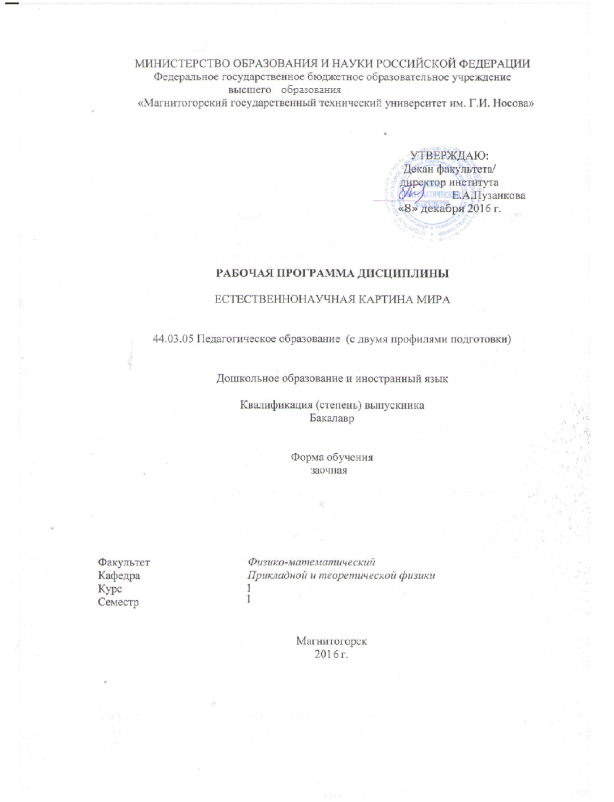 МИНИСТЕРСТВО ОБРАЗОВАНИЯ И НАУКИ РОССИЙСКОЙ ФЕДЕРАЦИИ
Федеральное государственное бюджетное образовательное учреждение
высшего образования
«Магнитогорский государственный технический университет им. Г.И. Носова»
УТВЕРЖДАЮ:
Декан факультета/
директор института
Е.А.Пузанкова
«8» декабря 2016 г.
РАБОЧАЯ ПРОГРАММА ДИСЦИПЛИНЫ
ЕСТЕСТВЕННОНАУЧНАЯ КАРТИНА МИРА
44.03.05 Педагогическое образование (с двумя профилями подготовки)
Дошкольное образование и иностранный язык
Квалификация (степень) выпускника
Бакалавр
Форма обучения
заочная
Факультет Физико-математический
Кафедра Прикладной и теоретической физики
Курс 1
Семестр 1
Магнитогорск
2016 г.